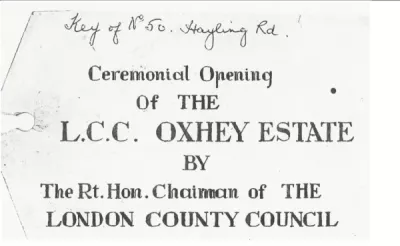 Key of No 50. Hayling Rd.
Ceremonial Opening
Of THE
L.C.C. OXHEY ESTATE
BY
The Rt. Hon. Chairman of THE
LONDON COUNTY COUNCIL